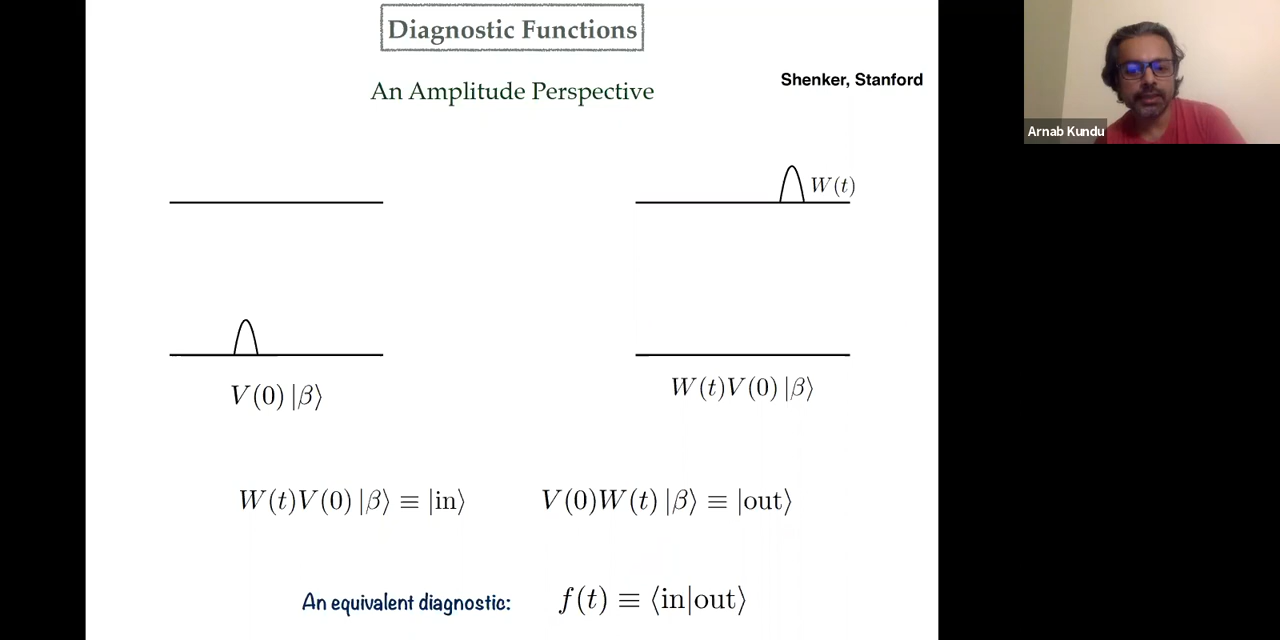 Diagnostic Functions
An Amplitude Perspective
Shenker, Stanford
Arnab Kundu
W(t)
V(0) |β⟩
W(t)V(0) |β⟩
W(t)V(0) |β⟩ ≡ |in⟩
V(0)W(t) |β⟩ ≡ |out⟩
An equivalent diagnostic: f(t) ≡ ⟨in|out⟩